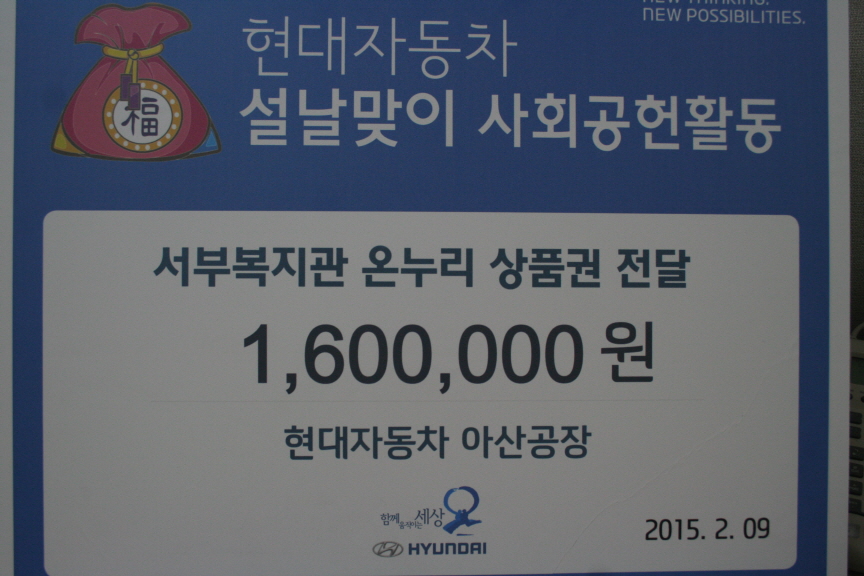 NEW THINKING.
NEW POSSIBILITIES.
현대자동차
설날맞이 사회공헌활동
福
서부복지관 온누리 상품권 전달
1,600,000 원
현대자동차 아산공장
함께 움직이는 세상
HYUNDAI
2015. 2. 09